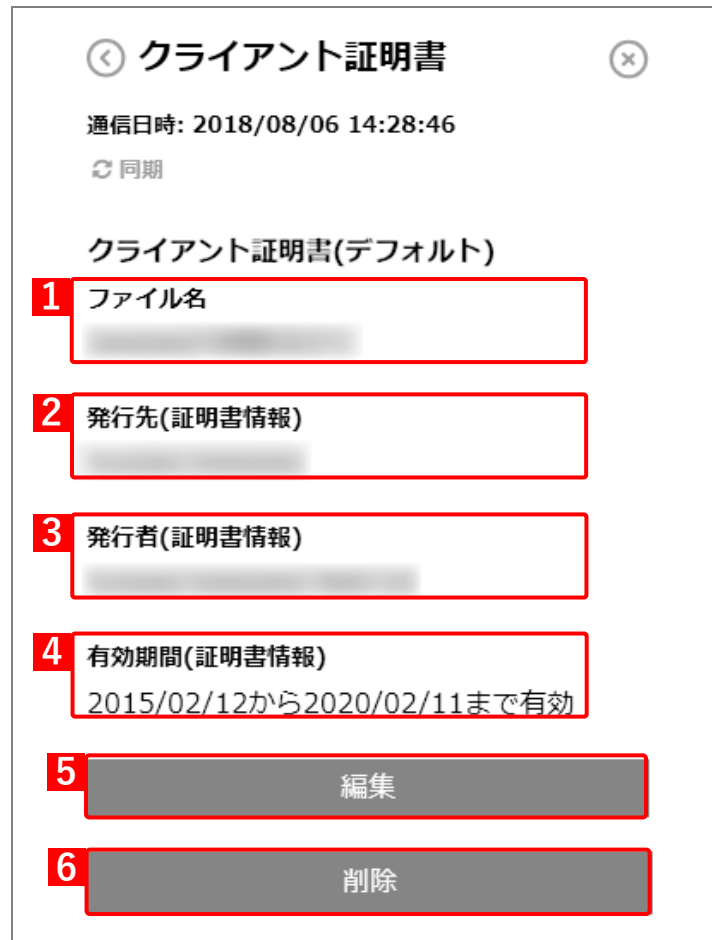 クライアント証明書
通信日時: 2018/08/06 14:28:46
同期
クライアント証明書(デフォルト)
1
ファイル名
2
発行先(証明書情報)
3
発行者(証明書情報)
4
有効期間(証明書情報)
2015/02/12から2020/02/11まで有効
5
編集
6
削除